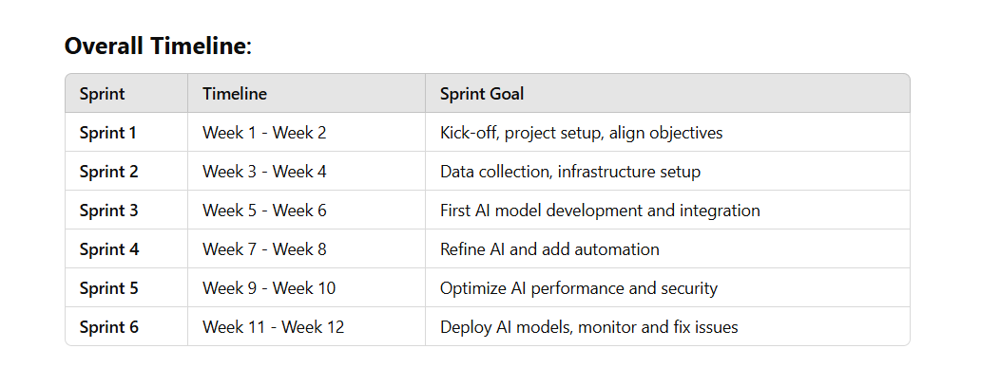 Overall Timeline:
Sprint Timeline Sprint Goal
Sprint 1 Week 1 - Week 2 Kick-off, project setup, align objectives
Sprint 2 Week 3 - Week 4 Data collection, infrastructure setup
Sprint 3 Week 5 - Week 6 First AI model development and integration
Sprint 4 Week 7 - Week 8 Refine AI and add automation
Sprint 5 Week 9 - Week 10 Optimize AI performance and security
Sprint 6 Week 11 - Week 12 Deploy AI models, monitor and fix issues